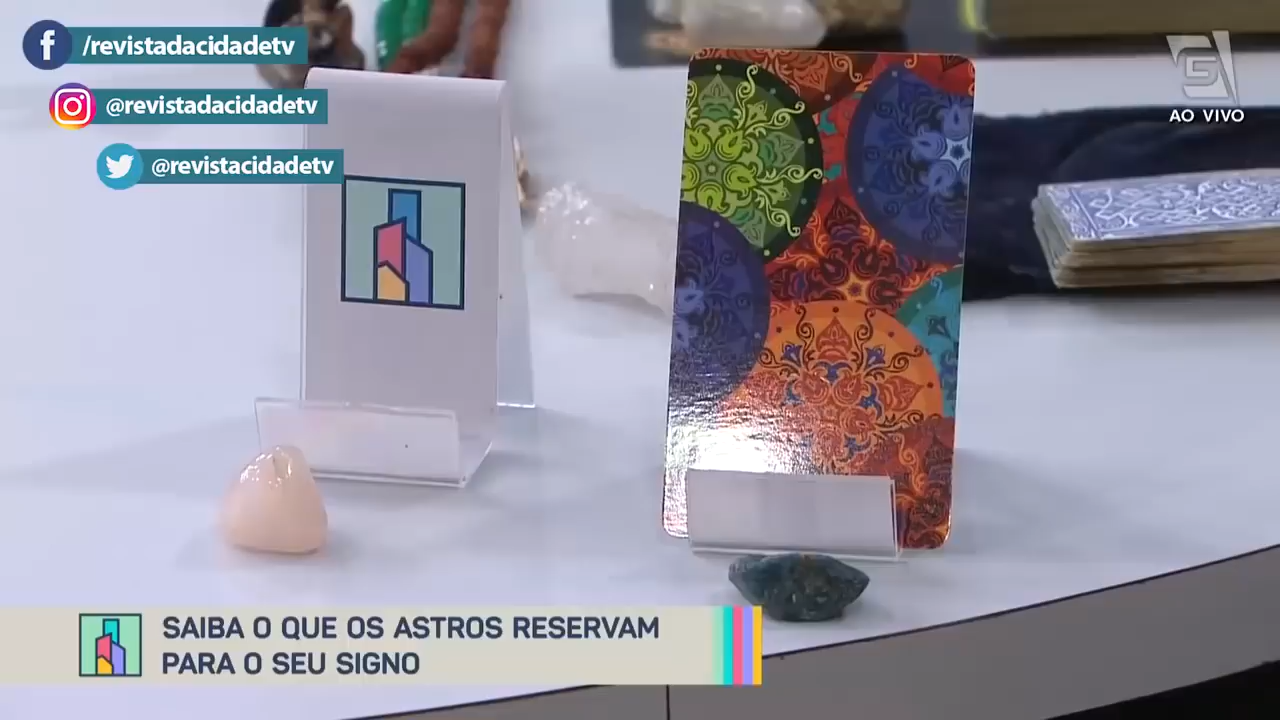 /revistadacidadetv
@revistadacidadetv
@revistacidadetv
AO VIVO
SAIBA O QUE OS ASTROS RESERVAM
PARA O SEU SIGNO